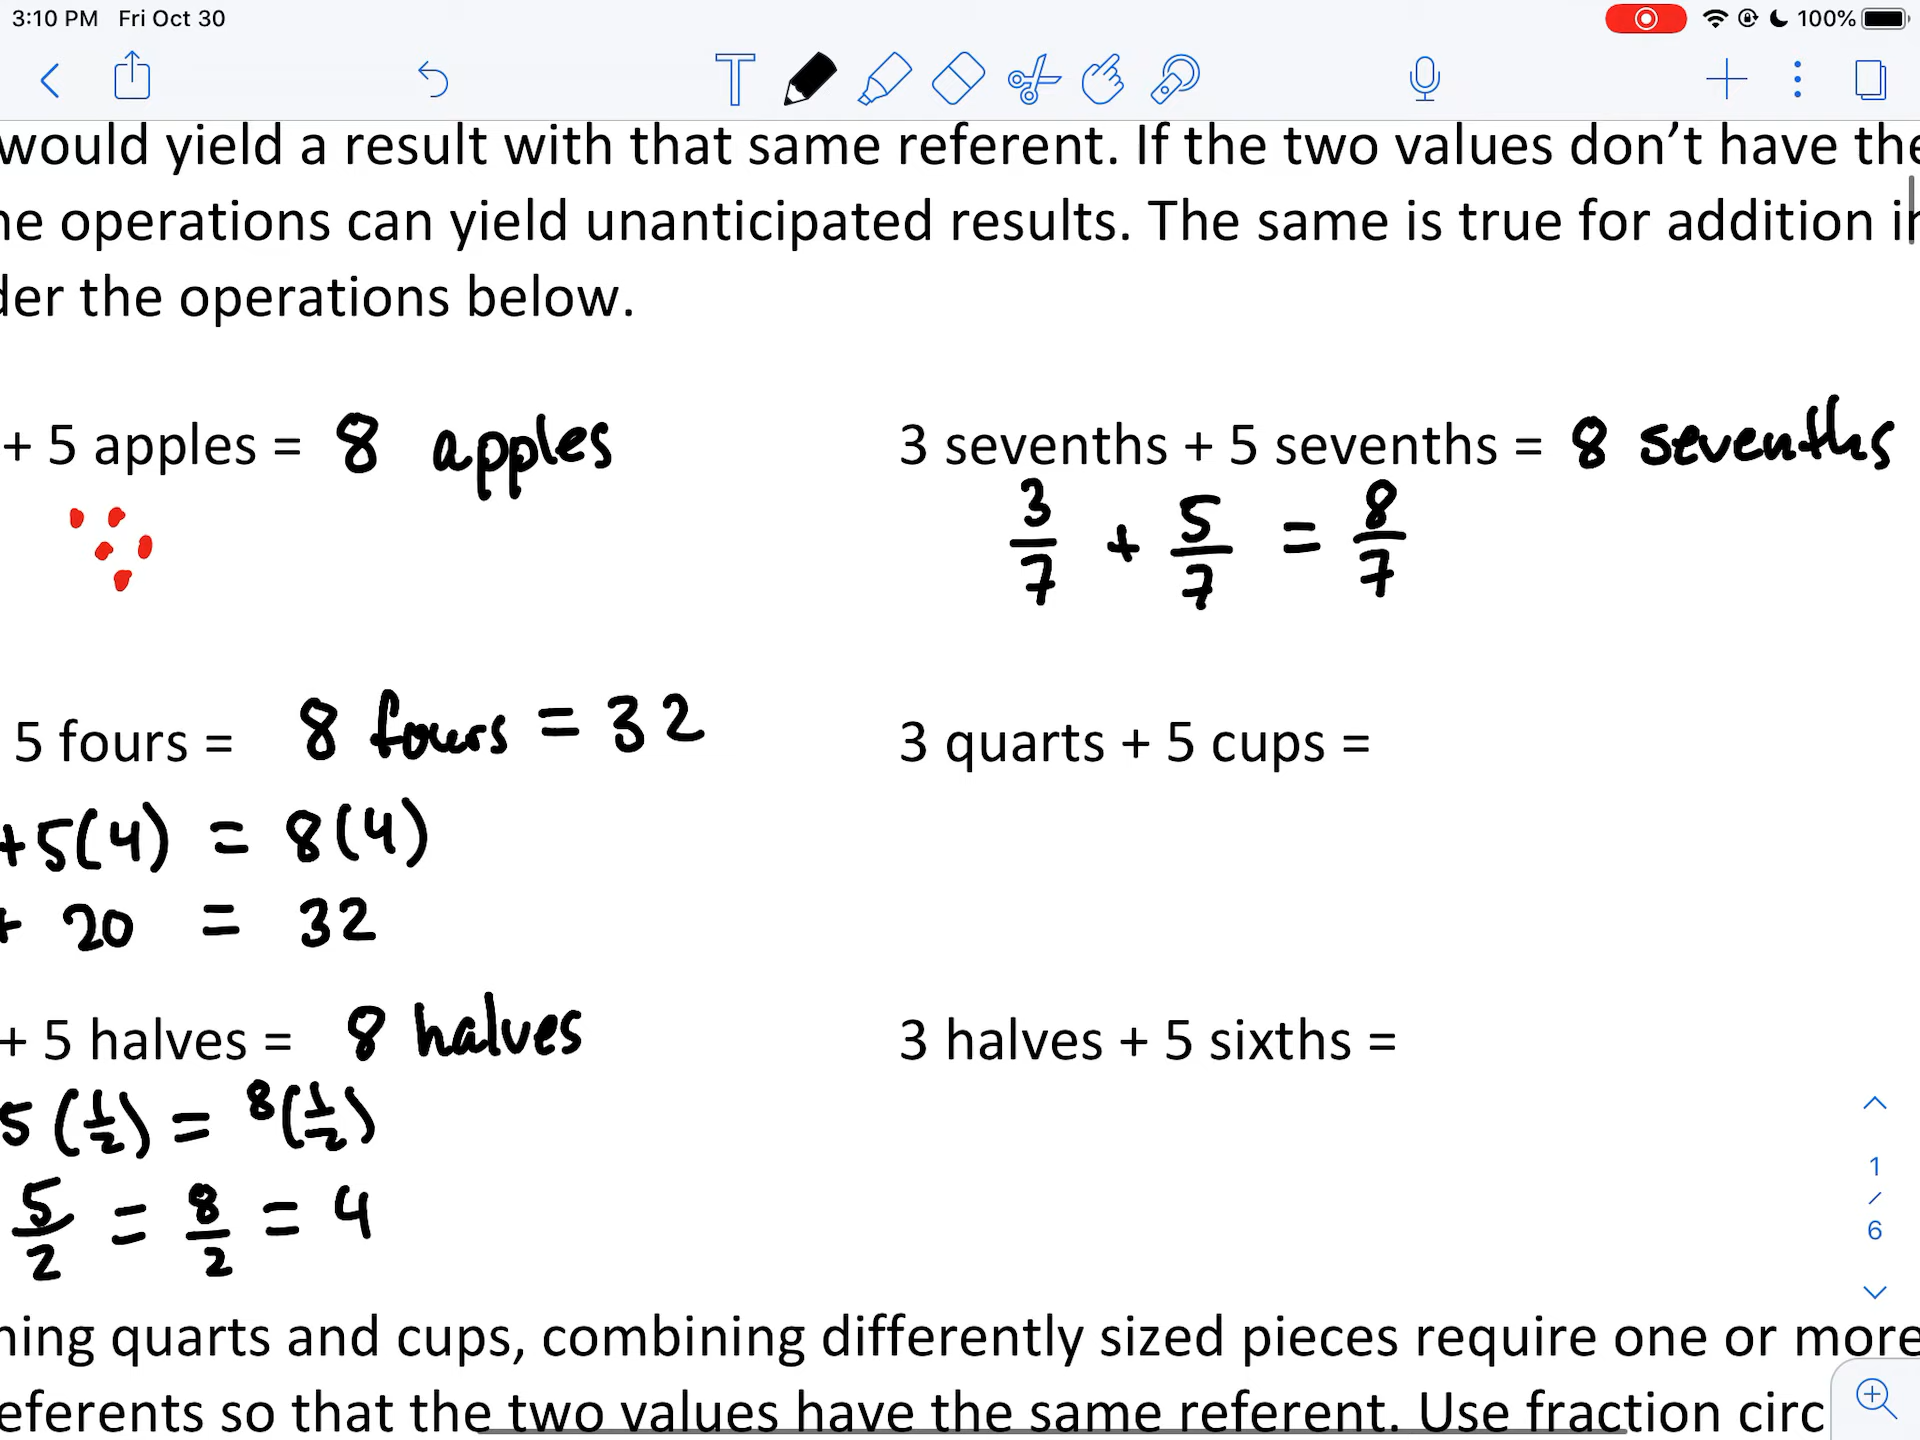 3:10 PM Fri Oct 30 100%
would yield a result with that same referent. If the two values don’t have the
ne operations can yield unanticipated results. The same is true for addition in
der the operations below.
+ 5 apples = 8 apples
3 sevenths + 5 sevenths = 8 sevenths
3/7 + 5/7 = 8/7
5 fours = 8 fours = 32
3 quarts + 5 cups =
+5(4) = 8(4)
+ 20 = 32
+ 5 halves = 8 halves
3 halves + 5 sixths =
5 (1/2) = 8(1/2)
5/2 = 8/2 = 4
1
/
6
ning quarts and cups, combining differently sized pieces require one or more
eferents so that the two values have the same referent. Use fraction circ